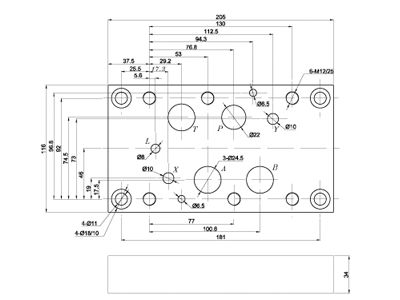 205
130
112.5
94.3
76.8
53
37.5
29.2
25.5
17.3
5.6
6-M12/25
Ø6.5
T
P
Y
Ø22
Ø10
L
Ø8
3-Ø24.5
Ø10
X
A
B
Ø6.5
116
96.8
92
74.5
73
46
19
17.5
4-Ø11
4-Ø18/10
77
100.8
181
34